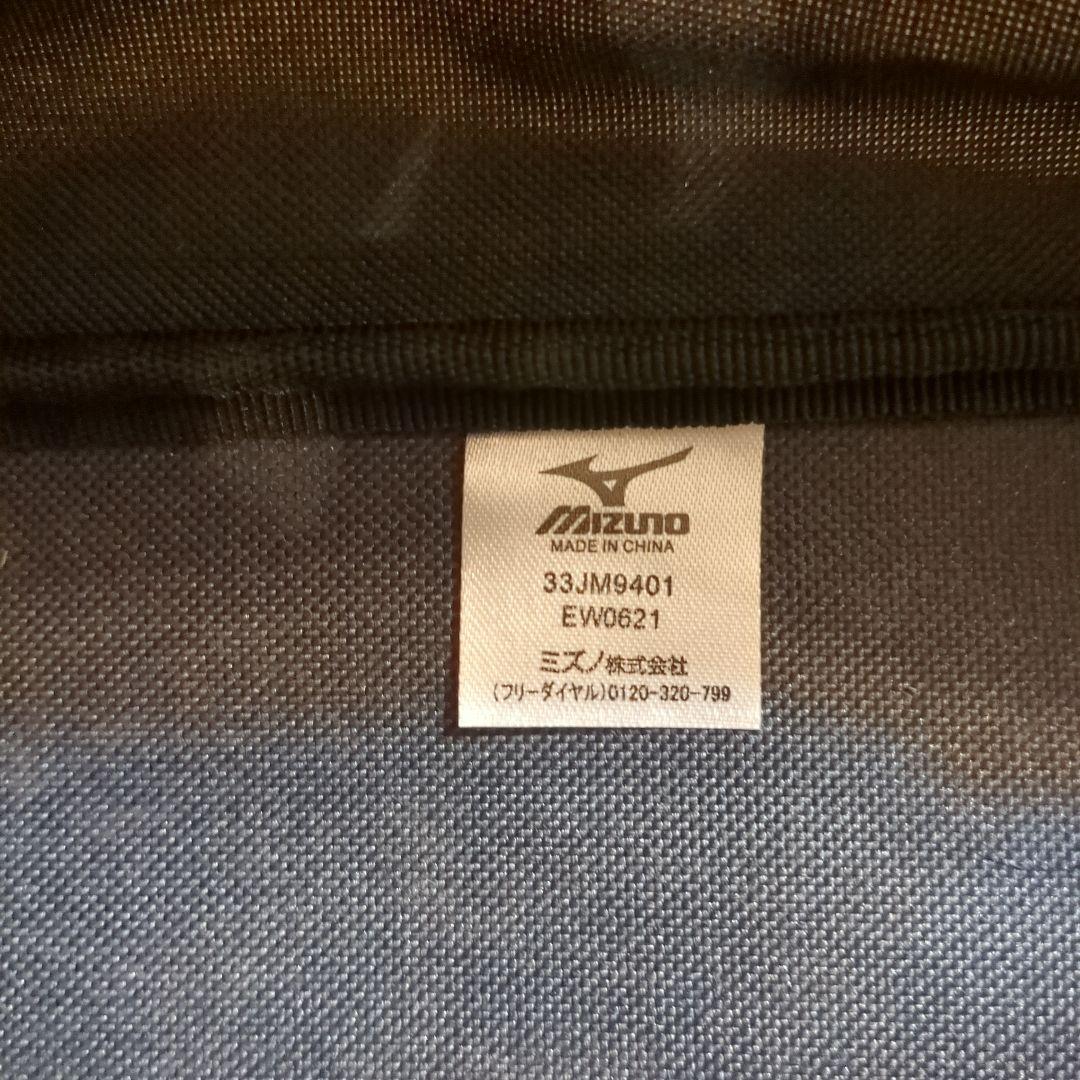 MIZUNO
MADE IN CHINA
33JM9401
EW0621
ミズノ株式会社
(フリーダイヤル)0120-320-799